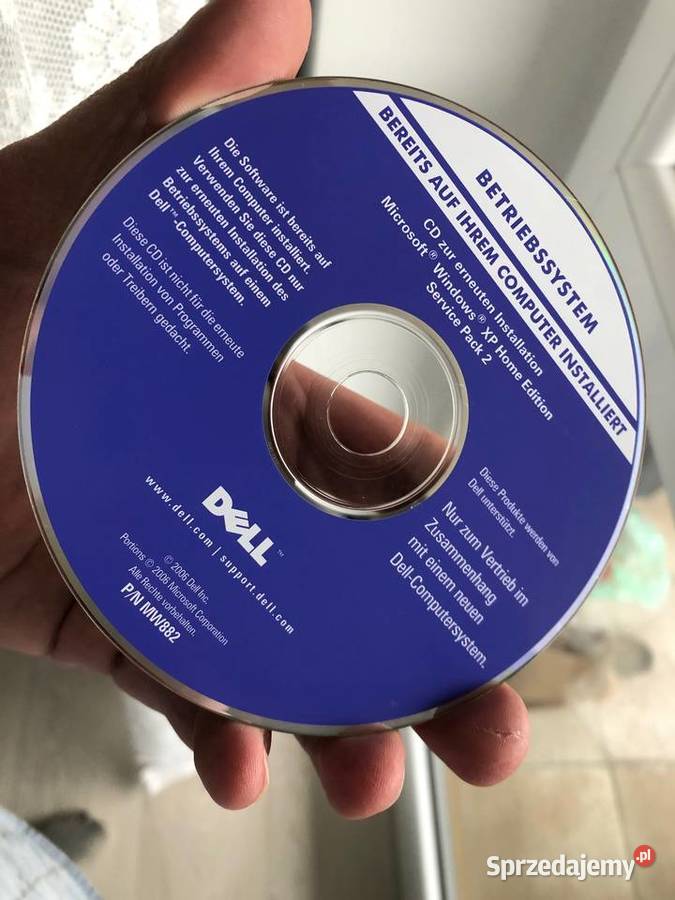 BETRIEBSSYSTEM
BEREITS AUF IHREM COMPUTER INSTALLIERT
CD zur erneuten Installation
Microsoft® Windows® XP Home Edition
Service Pack 2
Die Software ist bereits auf
Ihrem Computer installiert.
Verwenden Sie diese CD nur
zur erneuten Installation des
Betriebssystems auf einem
Dell™-Computersystem.
Diese CD ist nicht für die erneute
Installation von Programmen
oder Treibern gedacht.
Diese Produkte werden von
Dell unterstützt.
Nur zum Vertrieb im
Zusammenhang
mit einem neuen
Dell-Computersystem.
DELL™
www.dell.com | support.dell.com
© 2006 Dell Inc.
Portions © 2006 Microsoft Corporation
Alle Rechte vorbehalten.
P/N MW882
Sprzedajemy.pl